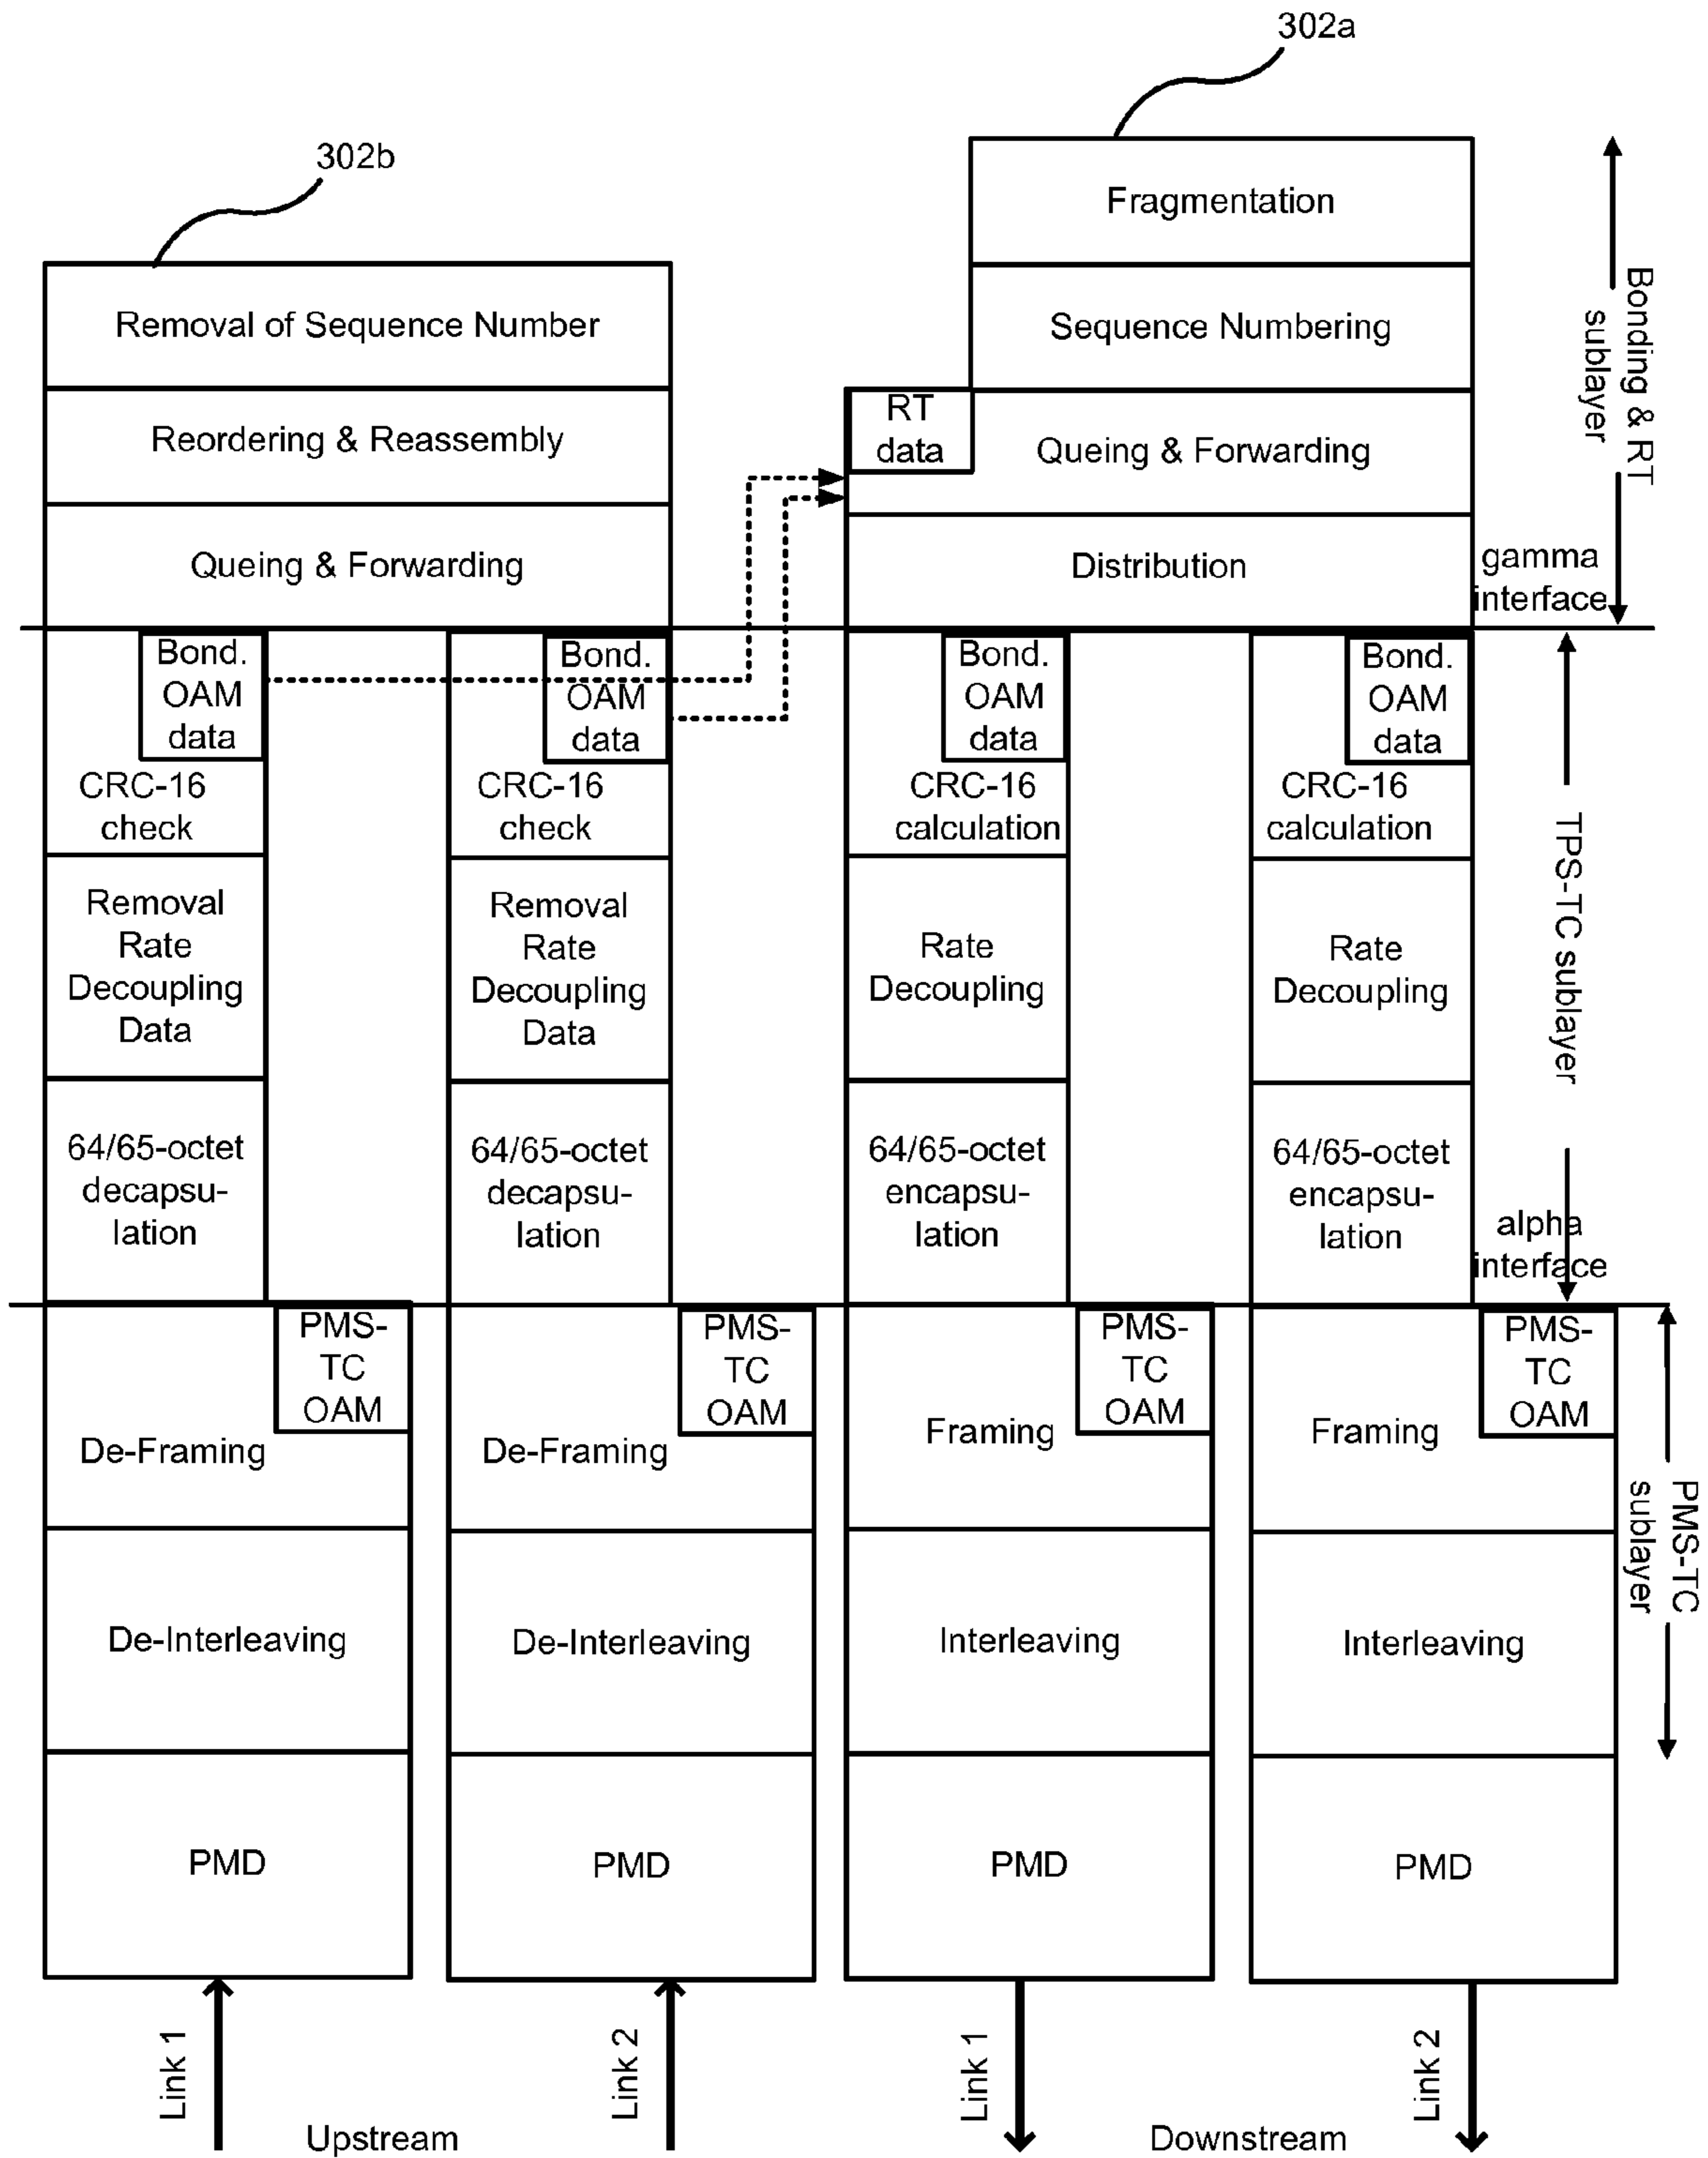 302a
302b
Fragmentation
Removal of Sequence Number
Sequence Numbering
Bonding & RT
sublayer
Reordering & Reassembly
RT
data
Queing & Forwarding
Queing & Forwarding
Distribution
gamma
interface
Bond.
OAM
data
CRC-16
check
Bond.
OAM
data
CRC-16
check
Bond.
OAM
data
CRC-16
calculation
Bond.
OAM
data
CRC-16
calculation
TPS-TC sublayer
Removal
Rate
Decoupling
Data
Removal
Rate
Decoupling
Data
Rate
Decoupling
Rate
Decoupling
64/65-octet
decapsu-
lation
64/65-octet
decapsu-
lation
64/65-octet
encapsu-
lation
64/65-octet
encapsu-
lation
alpha
interface
PMS-
TC
OAM
De-Framing
PMS-
TC
OAM
De-Framing
PMS-
TC
OAM
Framing
PMS-
TC
OAM
Framing
PMS-TC
sublayer
De-Interleaving
De-Interleaving
Interleaving
Interleaving
PMD
PMD
PMD
PMD
Link 1
Link 2
Link 1
Link 2
Upstream
Downstream